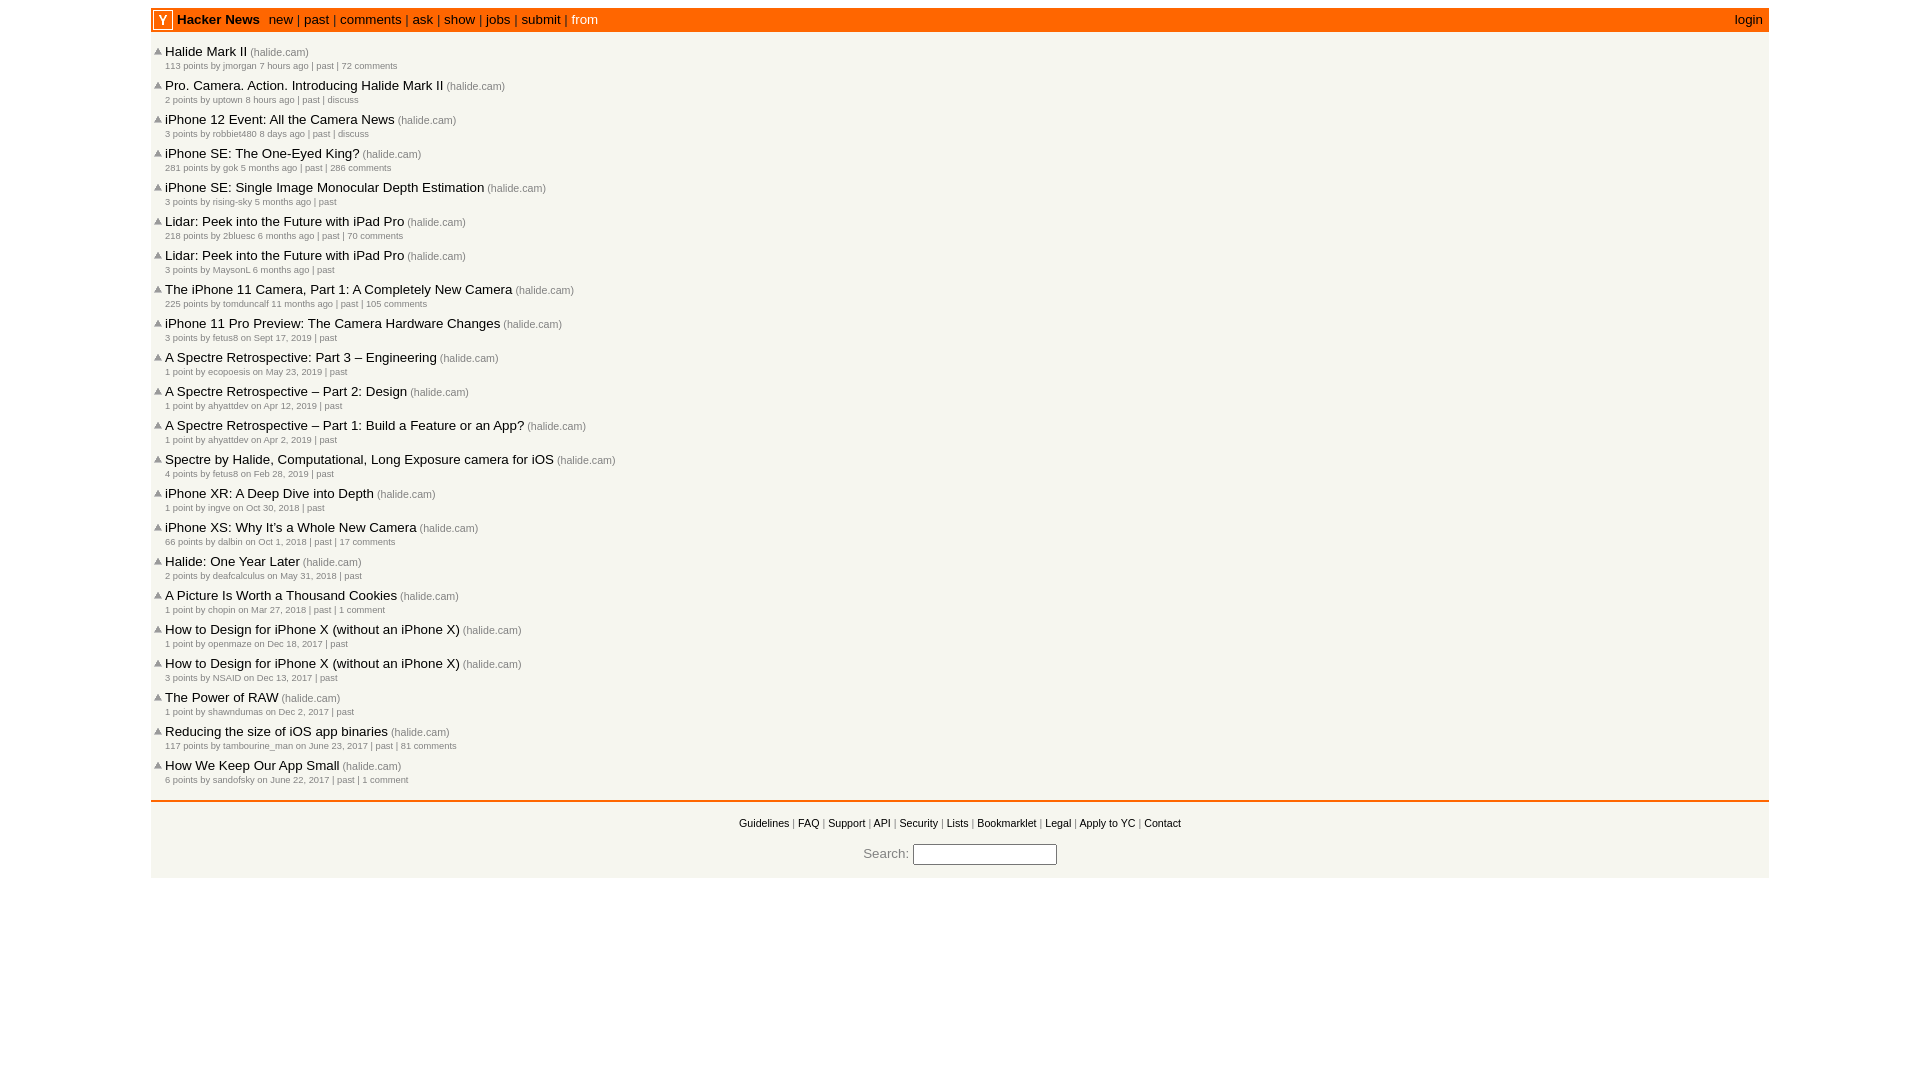 Y Hacker News new | past | comments | ask | show | jobs | submit | from login
Halide Mark II (halide.cam)
113 points by jmorgan 7 hours ago | past | 72 comments
Pro. Camera. Action. Introducing Halide Mark II (halide.cam)
2 points by uptown 8 hours ago | past | discuss
iPhone 12 Event: All the Camera News (halide.cam)
3 points by robbiet480 8 days ago | past | discuss
iPhone SE: The One-Eyed King? (halide.cam)
281 points by gok 5 months ago | past | 286 comments
iPhone SE: Single Image Monocular Depth Estimation (halide.cam)
3 points by rising-sky 5 months ago | past
Lidar: Peek into the Future with iPad Pro (halide.cam)
218 points by 2bluesc 6 months ago | past | 70 comments
Lidar: Peek into the Future with iPad Pro (halide.cam)
3 points by MaysonL 6 months ago | past
The iPhone 11 Camera, Part 1: A Completely New Camera (halide.cam)
225 points by tomduncalf 11 months ago | past | 105 comments
iPhone 11 Pro Preview: The Camera Hardware Changes (halide.cam)
3 points by fetus8 on Sept 17, 2019 | past
A Spectre Retrospective: Part 3 – Engineering (halide.cam)
1 point by ecopoesis on May 23, 2019 | past
A Spectre Retrospective – Part 2: Design (halide.cam)
1 point by ahyattdev on Apr 12, 2019 | past
A Spectre Retrospective – Part 1: Build a Feature or an App? (halide.cam)
1 point by ahyattdev on Apr 2, 2019 | past
Spectre by Halide, Computational, Long Exposure camera for iOS (halide.cam)
4 points by fetus8 on Feb 28, 2019 | past
iPhone XR: A Deep Dive into Depth (halide.cam)
1 point by ingve on Oct 30, 2018 | past
iPhone XS: Why It’s a Whole New Camera (halide.cam)
66 points by dalbin on Oct 1, 2018 | past | 17 comments
Halide: One Year Later (halide.cam)
2 points by deafcalculus on May 31, 2018 | past
A Picture Is Worth a Thousand Cookies (halide.cam)
1 point by chopin on Mar 27, 2018 | past | 1 comment
How to Design for iPhone X (without an iPhone X) (halide.cam)
1 point by openmaze on Dec 18, 2017 | past
How to Design for iPhone X (without an iPhone X) (halide.cam)
3 points by NSAID on Dec 13, 2017 | past
The Power of RAW (halide.cam)
1 point by shawndumas on Dec 2, 2017 | past
Reducing the size of iOS app binaries (halide.cam)
117 points by tambourine_man on June 23, 2017 | past | 81 comments
How We Keep Our App Small (halide.cam)
6 points by sandofsky on June 22, 2017 | past | 1 comment
Guidelines | FAQ | Support | API | Security | Lists | Bookmarklet | Legal | Apply to YC | Contact
Search: